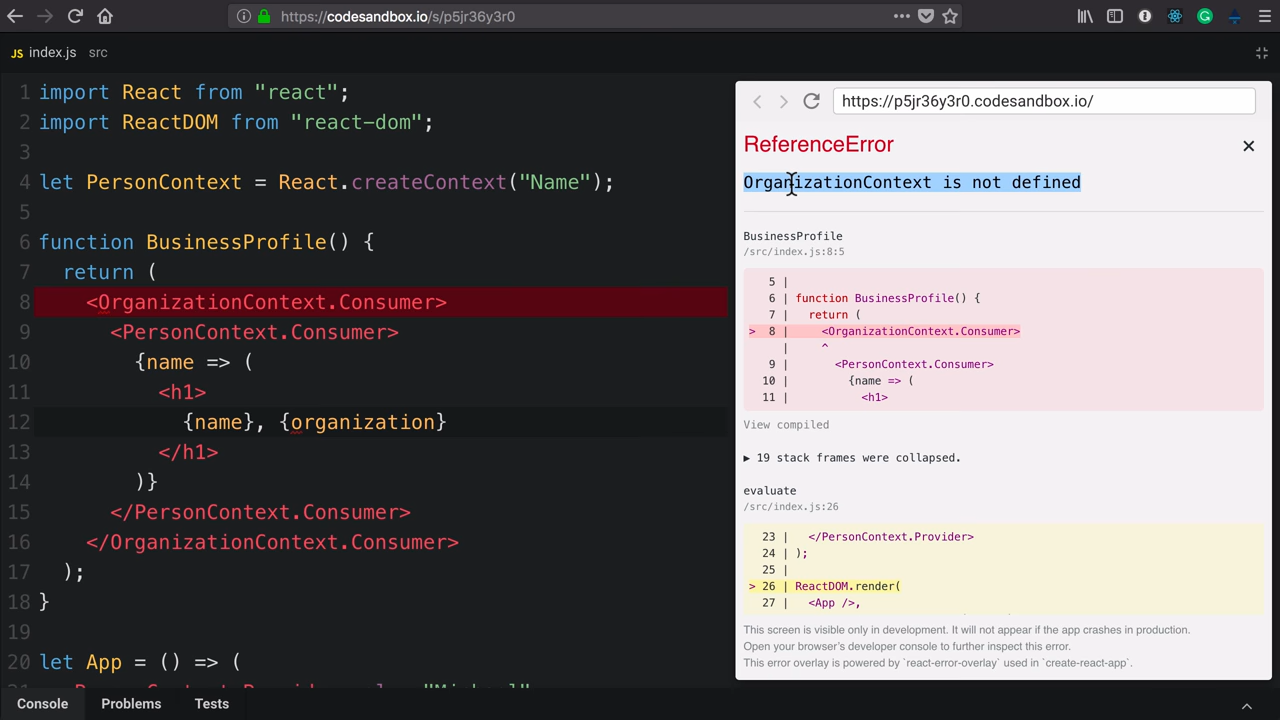 https://codesandbox.io/s/p5jr36y3r0
JS index.js src
1 import React from "react";
2 import ReactDOM from "react-dom";
3
4 let PersonContext = React.createContext("Name");
5
6 function BusinessProfile() {
7 return (
8 <OrganizationContext.Consumer>
9 <PersonContext.Consumer>
10 {name => (
11 <h1>
12 {name}, {organization}
13 </h1>
14 )}
15 </PersonContext.Consumer>
16 </OrganizationContext.Consumer>
17 );
18 }
19
20 let App = () => (
https://p5jr36y3r0.codesandbox.io/
ReferenceError
OrganizationContext is not defined
BusinessProfile
/src/index.js:8:5
5 |
6 | function BusinessProfile() {
7 | return (
> 8 | <OrganizationContext.Consumer>
| ^
9 | <PersonContext.Consumer>
10 | {name => (
11 | <h1>
View compiled
▶ 19 stack frames were collapsed.
evaluate
/src/index.js:26
23 | </PersonContext.Provider>
24 | );
25 |
> 26 | ReactDOM.render(
27 | <App />,
This screen is visible only in development. It will not appear if the app crashes in production.
Open your browser's developer console to further inspect this error.
This error overlay is powered by `react-error-overlay` used in `create-react-app`.
Console Problems Tests